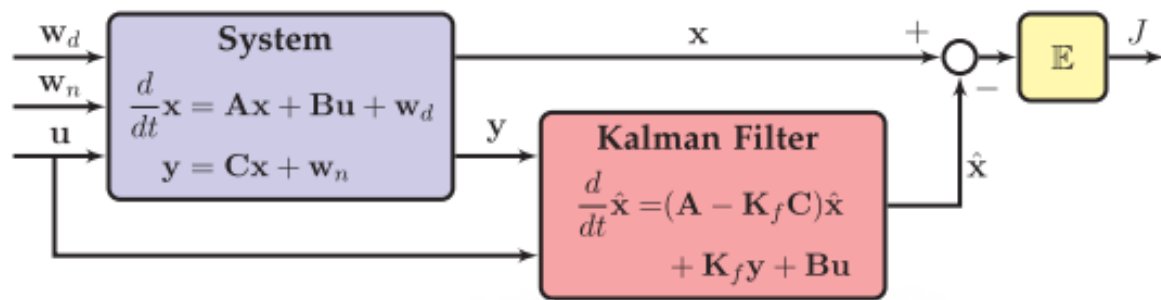 w_d
w_n
u
System
d/dt x = Ax + Bu + w_d
y = Cx + w_n
x
y
Kalman Filter
d/dt x̂ =(A − K_f C)x̂
+ K_f y + Bu
x̂
+
−
𝔼
J